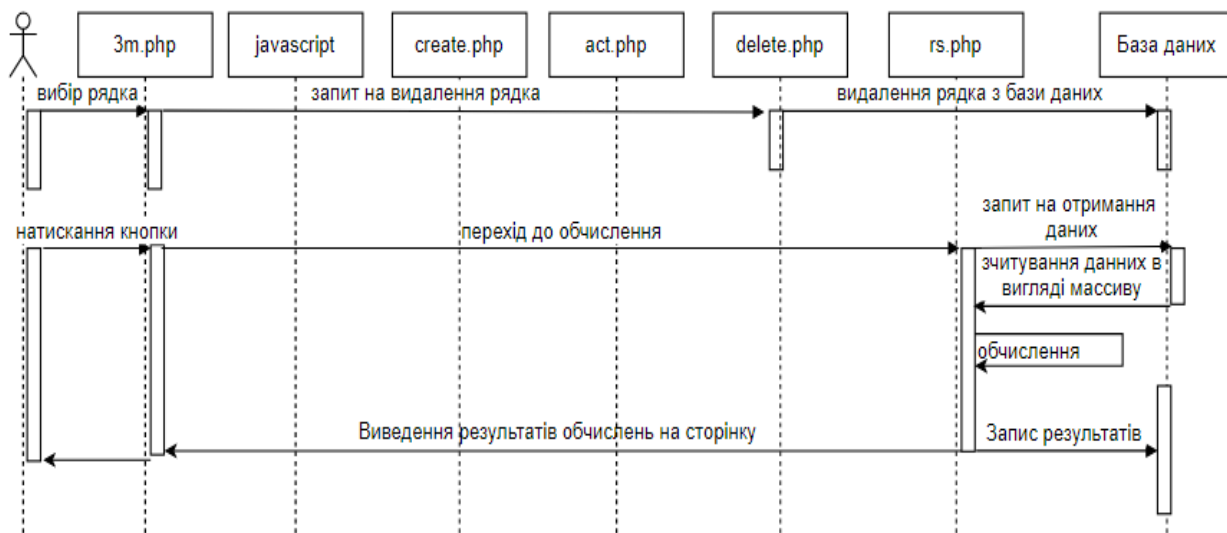 3m.php
javascript
create.php
act.php
delete.php
rs.php
База даних
вибір рядка
запит на видалення рядка
видалення рядка з бази даних
натискання кнопки
перехід до обчислення
запит на отримання
даних
зчитування данних в
вигляді массиву
обчислення
Виведення результатів обчислень на сторінку
Запис результатів